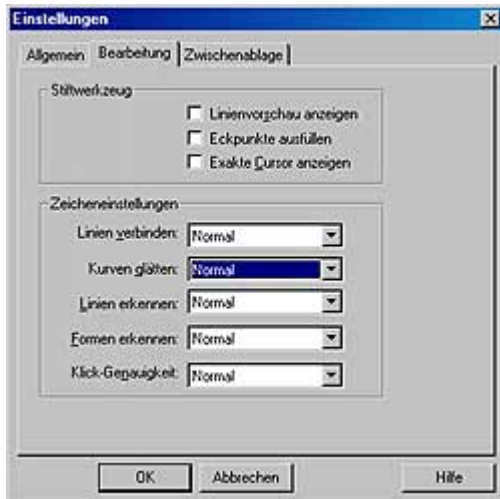 Einstellungen
Allgemein Bearbeitung Zwischenablage
Stiftwerkzeug
Linienvorschau anzeigen
Eckpunkte ausfüllen
Exakte Cursor anzeigen
Zeicheneinstellungen
Linien verbinden: Normal
Kurven glätten: Normal
Linien erkennen: Normal
Formen erkennen: Normal
Klick-Genauigkeit: Normal
OK Abbrechen Hilfe